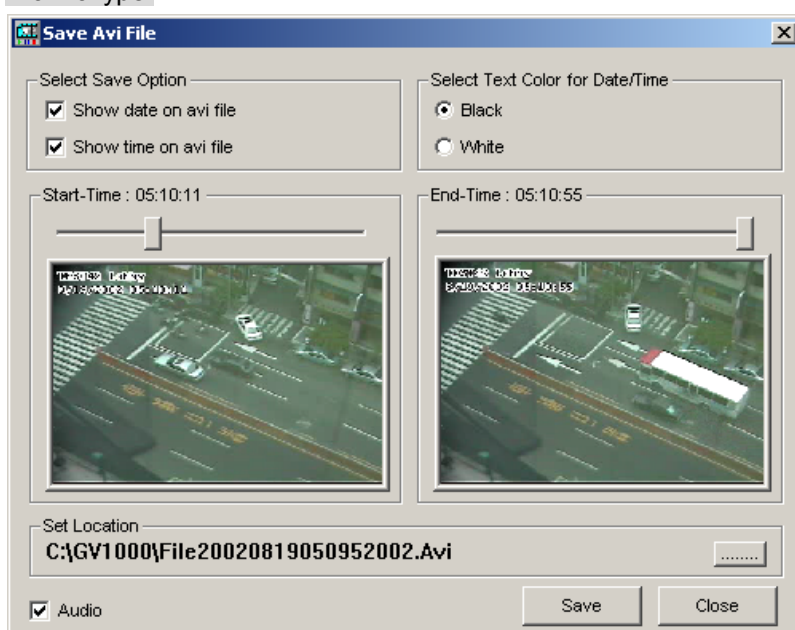 Save Avi File
Select Save Option
Show date on avi file
Show time on avi file
Select Text Color for Date/Time
Black
White
Start-Time : 05:10:11
End-Time : 05:10:55
Set Location
C:\GV1000\File20020819050952002.Avi
........
Audio
Save
Close